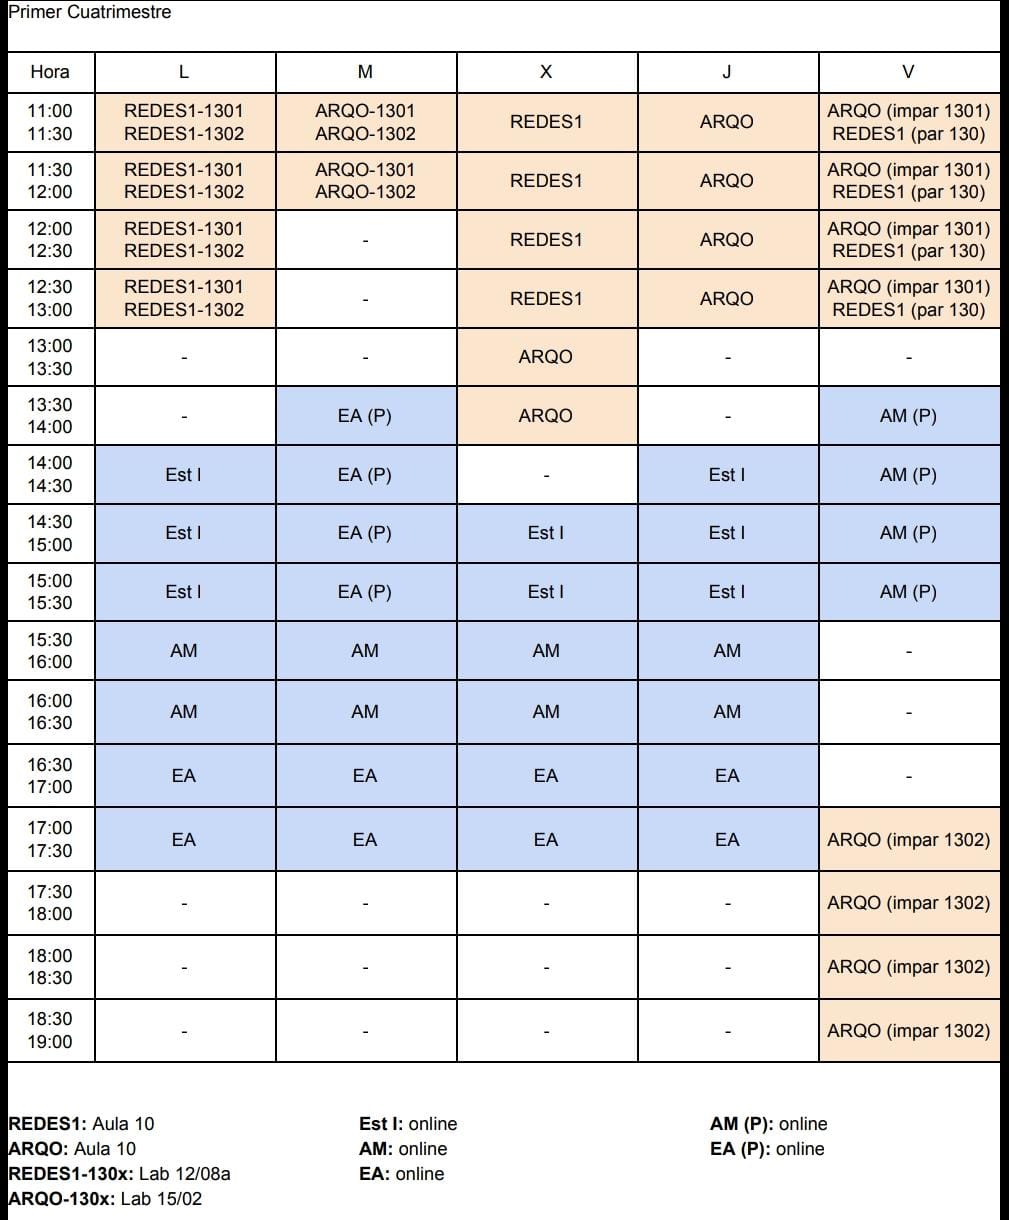 Primer Cuatrimestre
Hora L M X J V
11:00 REDES1-1301 ARQO-1301 REDES1 ARQO ARQO (impar 1301)
11:30 REDES1-1302 ARQO-1302 REDES1 (par 130)
11:30 REDES1-1301 ARQO-1301 REDES1 ARQO ARQO (impar 1301)
12:00 REDES1-1302 ARQO-1302 REDES1 (par 130)
12:00 REDES1-1301 - REDES1 ARQO ARQO (impar 1301)
12:30 REDES1-1302 REDES1 (par 130)
12:30 REDES1-1301 - REDES1 ARQO ARQO (impar 1301)
13:00 REDES1-1302 REDES1 (par 130)
13:00 - - ARQO - -
13:30
13:30 - EA (P) ARQO - AM (P)
14:00
14:00 Est I EA (P) - Est I AM (P)
14:30
14:30 Est I EA (P) Est I Est I AM (P)
15:00
15:00 Est I EA (P) Est I Est I AM (P)
15:30
15:30 AM AM AM AM -
16:00
16:00 AM AM AM AM -
16:30
16:30 EA EA EA EA -
17:00
17:00 EA EA EA EA ARQO (impar 1302)
17:30
17:30 - - - - ARQO (impar 1302)
18:00
18:00 - - - - ARQO (impar 1302)
18:30
18:30 - - - - ARQO (impar 1302)
19:00
REDES1: Aula 10 Est I: online AM (P): online
ARQO: Aula 10 AM: online EA (P): online
REDES1-130x: Lab 12/08a EA: online
ARQO-130x: Lab 15/02